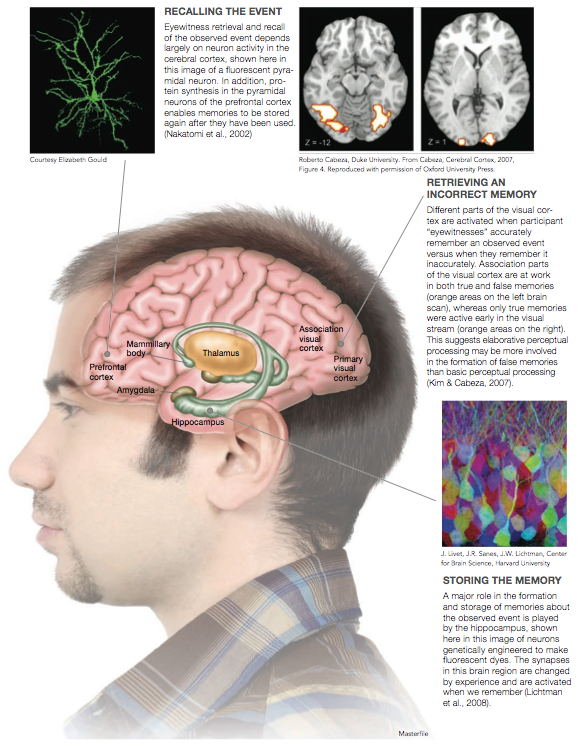 RECALLING THE EVENT
Eyewitness retrieval and recall
of the observed event depends
largely on neuron activity in the
cerebral cortex, shown here in
this image of a fluorescent pyra-
midal neuron. In addition, pro-
tein synthesis in the pyramidal
neurons of the prefrontal cortex
enables memories to be stored
again after they have been used.
(Nakatomi et al., 2002)
Courtesy Elizabeth Gould
Z = -12
Z = 1
Roberto Cabeza, Duke University. From Cabeza, Cerebral Cortex, 2007,
Figure 4. Reproduced with permission of Oxford University Press.
RETRIEVING AN
INCORRECT MEMORY
Different parts of the visual cor-
tex are activated when participant
"eyewitnesses" accurately
remember an observed event
versus when they remember it
inaccurately. Association parts
of the visual cortex are at work
in both true and false memories
(orange areas on the left brain
scan), whereas only true memories
were active early in the visual
stream (orange areas on the right).
This suggests elaborative perceptual
processing may be more involved
in the formation of false memories
than basic perceptual processing
(Kim & Cabeza, 2007).
Mammillary
body
Thalamus
Association
visual
cortex
Prefrontal
cortex
Primary
visual
cortex
Amygdala
Hippocampus
J. Livet, J.R. Sanes, J.W. Lichtman, Center
for Brain Science, Harvard University
STORING THE MEMORY
A major role in the formation
and storage of memories about
the observed event is played
by the hippocampus, shown
here in this image of neurons
genetically engineered to make
fluorescent dyes. The synapses
in this brain region are changed
by experience and are activated
when we remember (Lichtman
et al., 2008).
Masterfile